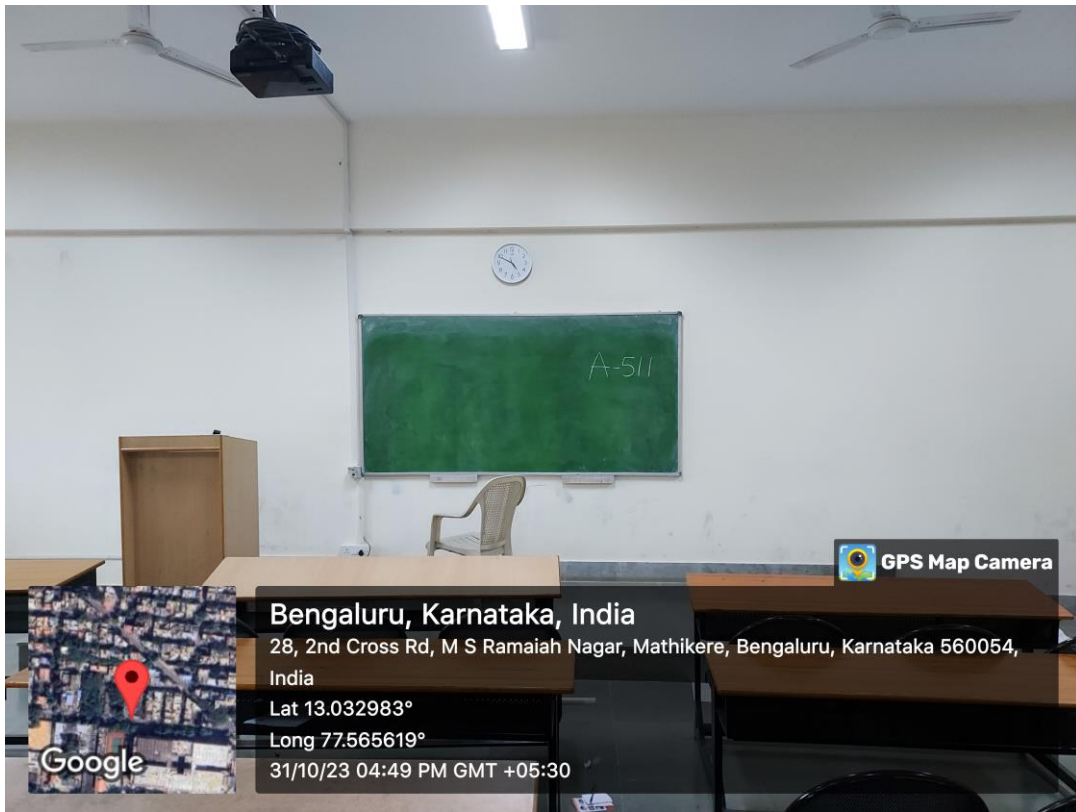 A-511
GPS Map Camera
Bengaluru, Karnataka, India
28, 2nd Cross Rd, M S Ramaiah Nagar, Mathikere, Bengaluru, Karnataka 560054,
India
Lat 13.032983°
Long 77.565619°
31/10/23 04:49 PM GMT +05:30
Google